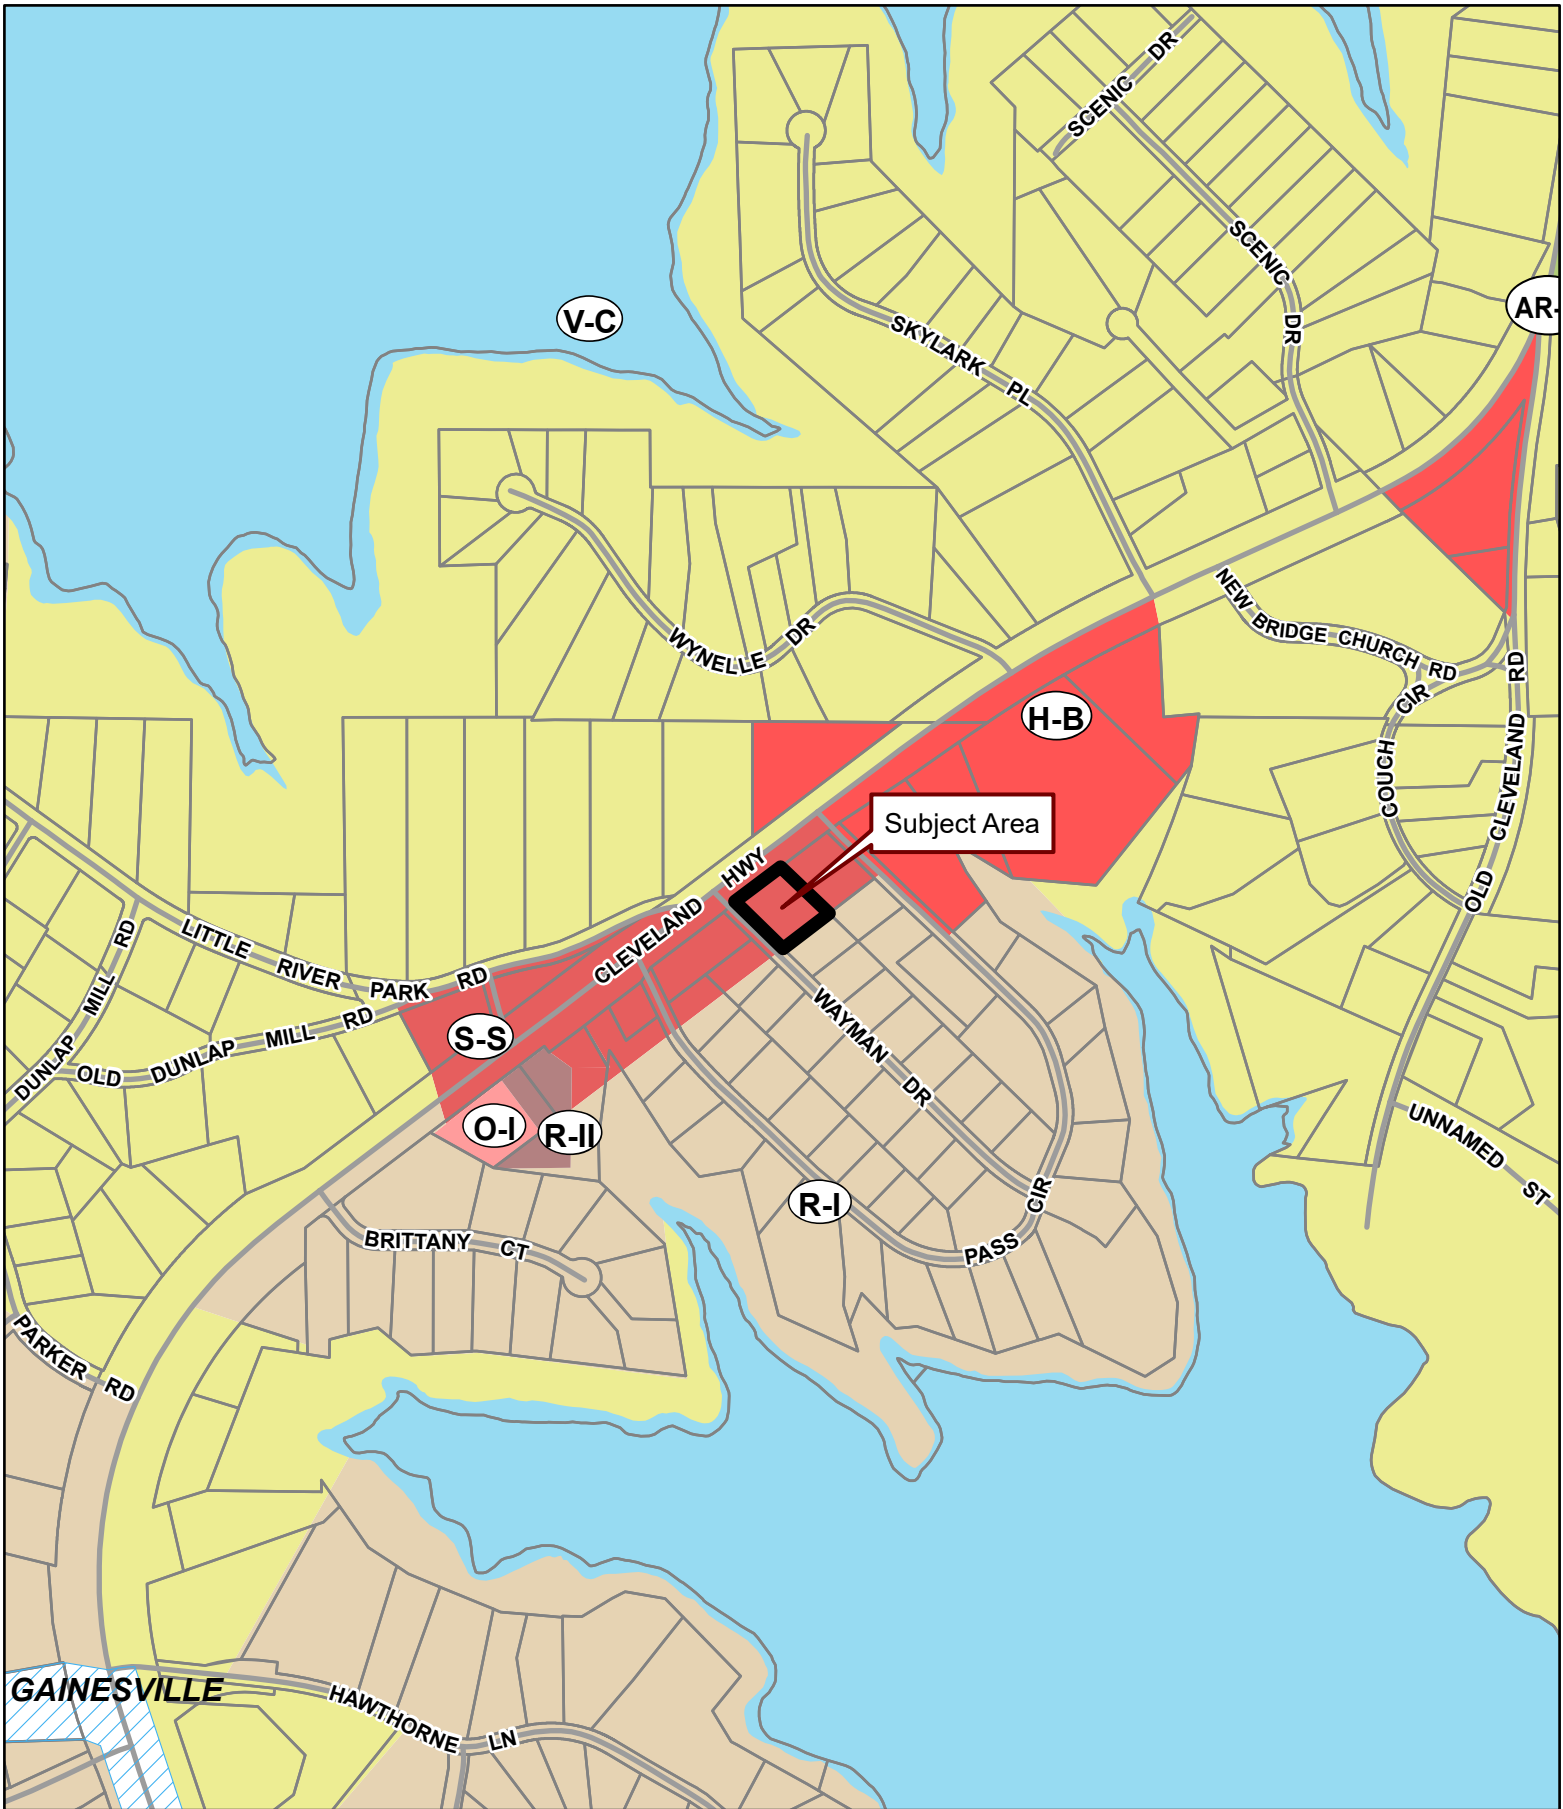 SCENIC DR
SCENIC DR
AR-
V-C
SKYLARK PL
NEW BRIDGE CHURCH RD
WYNELLE DR
RD
CIR
COUCH
H-B
OLD CLEVELAND
Subject Area
CLEVELAND HWY
LITTLE RIVER PARK RD
DUNLAP MILL RD
OLD DUNLAP MILL RD
S-S
O-I
R-II
WAYMAN DR
UNNAMED ST
R-I
PASS CIR
BRITTANY CT
PARKER RD
GAINESVILLE
HAWTHORNE LN